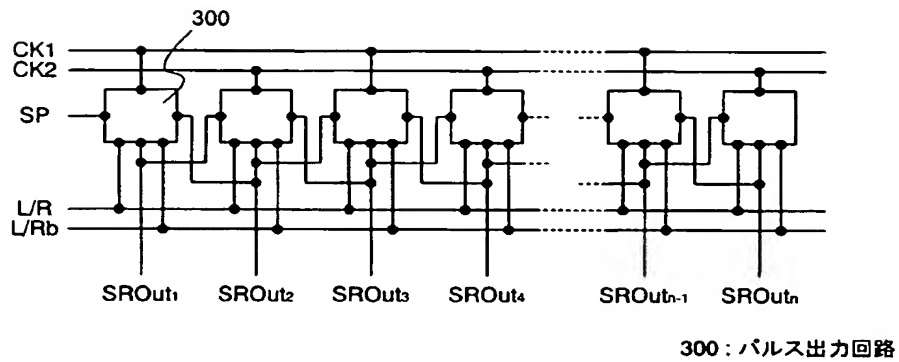 300
CK1
CK2
SP
L/R
L/Rb
SROut1 SROut2 SROut3 SROut4 SROutn-1 SROutn
300 : パルス出力回路